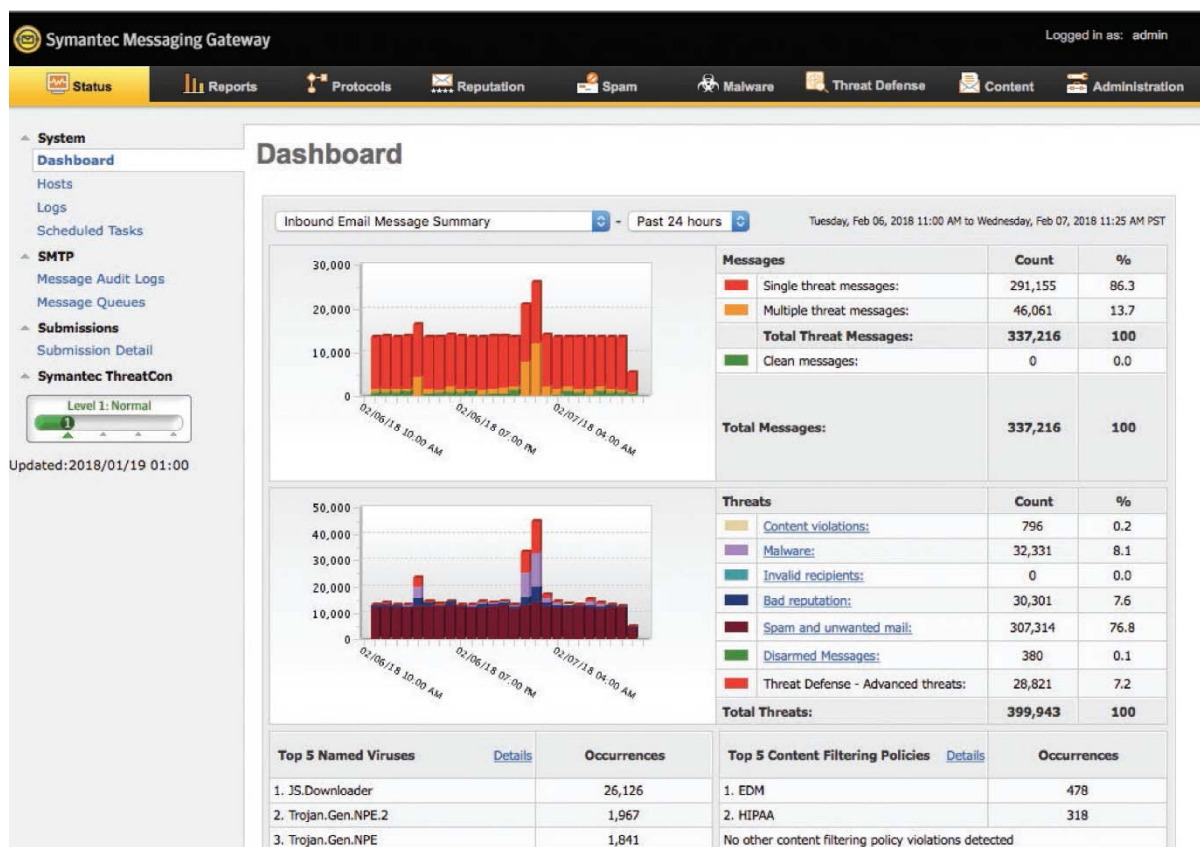 Symantec Messaging Gateway
Logged in as: admin
Status
Reports
Protocols
Reputation
Spam
Malware
Threat Defense
Content
Administration
System
Dashboard
Hosts
Logs
Scheduled Tasks
SMTP
Message Audit Logs
Message Queues
Submissions
Submission Detail
Symantec ThreatCon
Level 1: Normal
1
Updated:2018/01/19 01:00
Dashboard
Inbound Email Message Summary - Past 24 hours
Tuesday, Feb 06, 2018 11:00 AM to Wednesday, Feb 07, 2018 11:25 AM PST
30,000
20,000
10,000
0
02/06/18 10.00 AM
02/06/18 07.00 PM
02/07/18 04.00 AM
Messages Count %
Single threat messages: 291,155 86.3
Multiple threat messages: 46,061 13.7
Total Threat Messages: 337,216 100
Clean messages: 0 0.0
Total Messages: 337,216 100
50,000
40,000
30,000
20,000
10,000
0
02/06/18 10.00 AM
02/06/18 07.00 PM
02/07/18 04.00 AM
Threats Count %
Content violations: 796 0.2
Malware: 32,331 8.1
Invalid recipients: 0 0.0
Bad reputation: 30,301 7.6
Spam and unwanted mail: 307,314 76.8
Disarmed Messages: 380 0.1
Threat Defense - Advanced threats: 28,821 7.2
Total Threats: 399,943 100
Top 5 Named Viruses Details Occurrences
1. JS.Downloader 26,126
2. Trojan.Gen.NPE.2 1,967
3. Trojan.Gen.NPE 1,841
Top 5 Content Filtering Policies Details Occurrences
1. EDM 478
2. HIPAA 318
No other content filtering policy violations detected